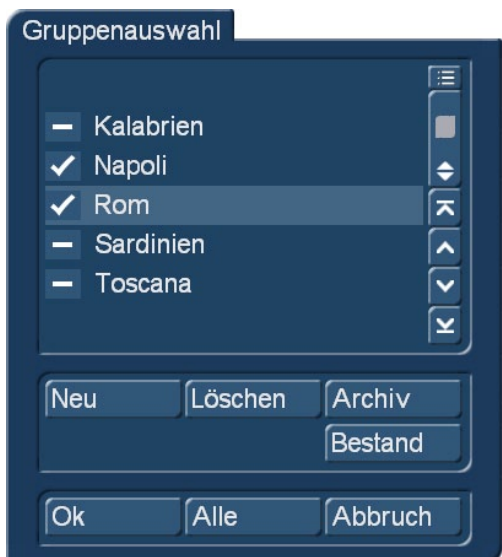 Gruppenauswahl
Kalabrien
Napoli
Rom
Sardinien
Toscana
Neu Löschen Archiv
Bestand
Ok Alle Abbruch